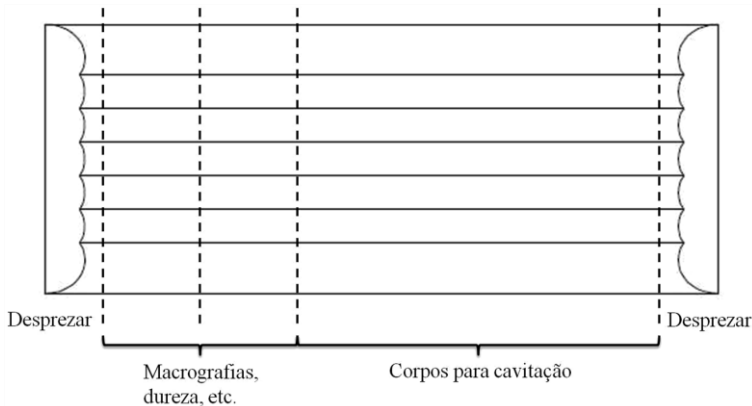 Desprezar
Desprezar
Macrografias,
dureza, etc.
Corpos para cavitação